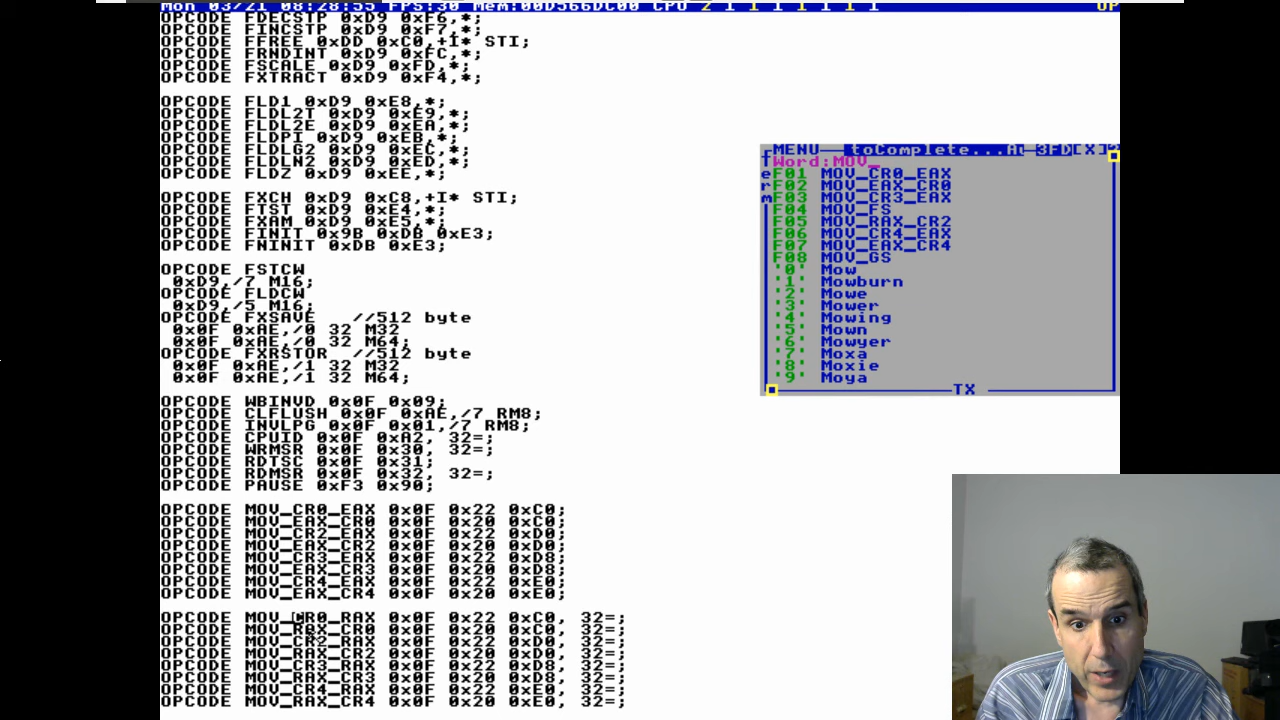 Mon 03/21 08:28:55 FPS:30 Mem:00D566DC00 CPU 2 1 1 1 1 1 1 1 OP
OPCODE FDECSTP 0xD9 0xF6,*;
OPCODE FINCSTP 0xD9 0xF7,*;
OPCODE FFREE 0xDD 0xC0,+I* STI;
OPCODE FRNDINT 0xD9 0xFC,*;
OPCODE FSCALE 0xD9 0xFD,*;
OPCODE FXTRACT 0xD9 0xF4,*;
OPCODE FLD1 0xD9 0xE8,*;
OPCODE FLDL2T 0xD9 0xE9,*;
OPCODE FLDL2E 0xD9 0xEA,*;
OPCODE FLDPI 0xD9 0xEB,*;
OPCODE FLDLG2 0xD9 0xEC,*;
OPCODE FLDLN2 0xD9 0xED,*;
OPCODE FLDZ 0xD9 0xEE,*;
OPCODE FXCH 0xD9 0xC8,+I* STI;
OPCODE FTST 0xD9 0xE4,*;
OPCODE FXAM 0xD9 0xE5,*;
OPCODE FINIT 0x9B 0xDB 0xE3;
OPCODE FNINIT 0xDB 0xE3;
OPCODE FSTCW
0xD9,/7 M16;
OPCODE FLDCW
0xD9,/5 M16;
OPCODE FXSAVE //512 byte
0x0F 0xAE,/0 32 M32
0x0F 0xAE,/0 32 M64;
OPCODE FXRSTOR //512 byte
0x0F 0xAE,/1 32 M32
0x0F 0xAE,/1 32 M64;
OPCODE WBINVD 0x0F 0x09;
OPCODE CLFLUSH 0x0F 0xAE,/7 RM8;
OPCODE INVLPG 0x0F 0x01,/7 RM8;
OPCODE CPUID 0x0F 0xA2, 32=;
OPCODE WRMSR 0x0F 0x30, 32=;
OPCODE RDTSC 0x0F 0x31;
OPCODE RDMSR 0x0F 0x32, 32=;
OPCODE PAUSE 0xF3 0x90;
OPCODE MOV_CR0_EAX 0x0F 0x22 0xC0;
OPCODE MOV_EAX_CR0 0x0F 0x20 0xC0;
OPCODE MOV_CR2_EAX 0x0F 0x22 0xD0;
OPCODE MOV_EAX_CR2 0x0F 0x20 0xD0;
OPCODE MOV_CR3_EAX 0x0F 0x22 0xD8;
OPCODE MOV_EAX_CR3 0x0F 0x20 0xD8;
OPCODE MOV_CR4_EAX 0x0F 0x22 0xE0;
OPCODE MOV_EAX_CR4 0x0F 0x20 0xE0;
OPCODE MOV_CR0_RAX 0x0F 0x22 0xC0, 32=;
OPCODE MOV_RAX_CR0 0x0F 0x20 0xC0, 32=;
OPCODE MOV_CR2_RAX 0x0F 0x22 0xD0, 32=;
OPCODE MOV_RAX_CR2 0x0F 0x20 0xD0, 32=;
OPCODE MOV_CR3_RAX 0x0F 0x22 0xD8, 32=;
OPCODE MOV_RAX_CR3 0x0F 0x20 0xD8, 32=;
OPCODE MOV_CR4_RAX 0x0F 0x22 0xE0, 32=;
OPCODE MOV_RAX_CR4 0x0F 0x20 0xE0, 32=;
MENU toComplete...Au 3FD[X]
Word:MOV_
F01 MOV_CR0_EAX
F02 MOV_EAX_CR0
F03 MOV_CR3_EAX
F04 MOV_FS
F05 MOV_RAX_CR2
F06 MOV_CR4_EAX
F07 MOV_EAX_CR4
F08 MOV_GS
'0' Mow
'1' Mowburn
'2' Mowe
'3' Mower
'4' Mowing
'5' Mown
'6' Mowyer
'7' Moxa
'8' Moxie
'9' Moya
TX